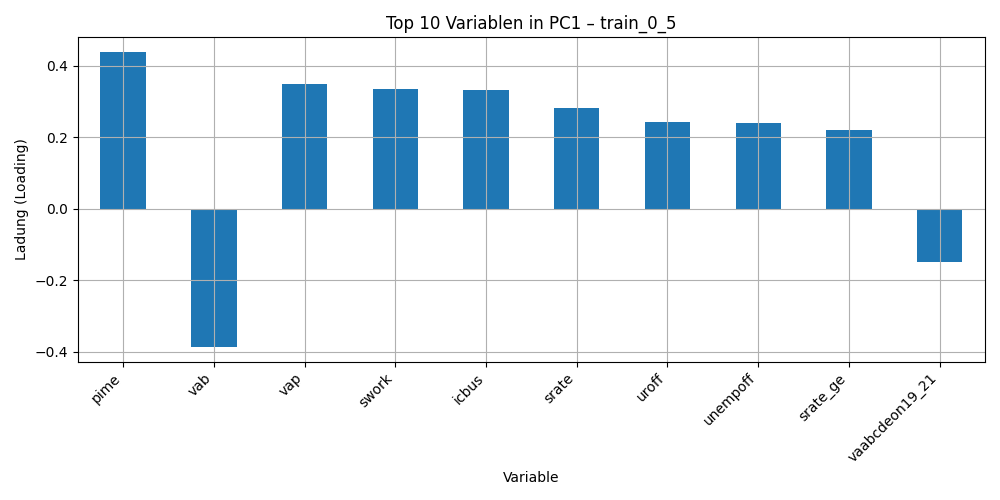 Top 10 Variablen in PC1 – train_0_5
Ladung (Loading)
0.4
0.2
0.0
−0.2
−0.4
pime
vab
vap
swork
icbus
srate
uroff
unempoff
srate_ge
vaabcdeon19_21
Variable